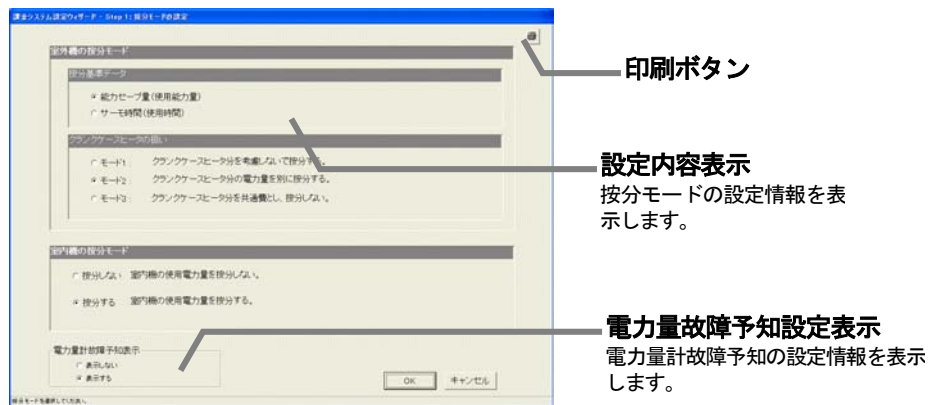 課金システム設定ウィザード - Step 1: 按分モードの設定
室外機の按分モード
按分基準データ
能力セーブ量(使用能力量)
サーモ時間(使用時間)
クランクケースヒータの扱い
モード1: クランクケースヒータ分を考慮しないで按分する。
モード2: クランクケースヒータ分の電力量を別に按分する。
モード3: クランクケースヒータ分を共通費とし、按分しない。
室内機の按分モード
按分しない 室内機の使用電力量を按分しない。
按分する 室内機の使用電力量を按分する。
電力量計故障予知表示
表示しない
表示する
OK キャンセル
按分モードを選択してください。
印刷ボタン
設定内容表示
按分モードの設定情報を表
示します。
電力量故障予知設定表示
電力量計故障予知の設定情報を表示
します。